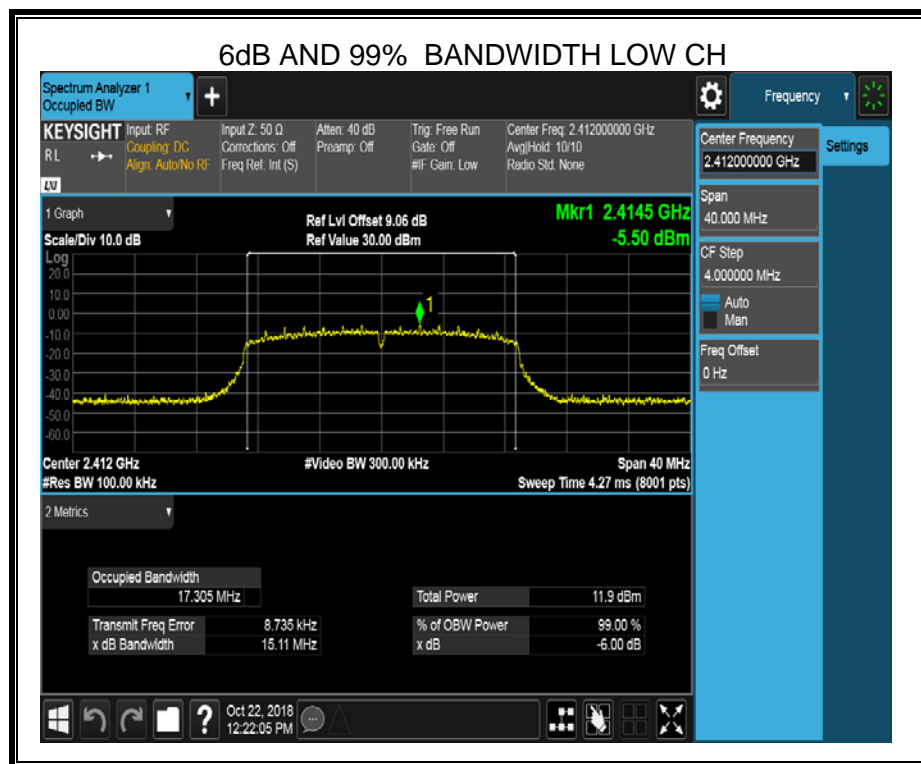 6dB AND 99% BANDWIDTH LOW CH
Spectrum Analyzer 1
Occupied BW
+
Frequency
KEYSIGHT
RL
LXI
Input: RF
Coupling: DC
Align: Auto/No RF
Input Z: 50 Ω
Corrections: Off
Freq Ref: Int (S)
Atten: 40 dB
Preamp: Off
Trig: Free Run
Gate: Off
#IF Gain: Low
Center Freq: 2.412000000 GHz
Avg|Hold: 10/10
Radio Std: None
Center Frequency
2.412000000 GHz
Settings
Span
40.000 MHz
CF Step
4.000000 MHz
Auto
Man
Freq Offset
0 Hz
1 Graph
Scale/Div 10.0 dB
Ref Lvl Offset 9.06 dB
Ref Value 30.00 dBm
Mkr1 2.4145 GHz
-5.50 dBm
Log
20.0
10.0
0.00
-10.0
-20.0
-30.0
-40.0
-50.0
-60.0
1
Center 2.412 GHz
#Video BW 300.00 kHz
Span 40 MHz
#Res BW 100.00 kHz
Sweep Time 4.27 ms (8001 pts)
2 Metrics
Occupied Bandwidth
17.305 MHz
Total Power 11.9 dBm
Transmit Freq Error 8.735 kHz
% of OBW Power 99.00 %
x dB Bandwidth 15.11 MHz
x dB -6.00 dB
?
Oct 22, 2018
12:22:05 PM